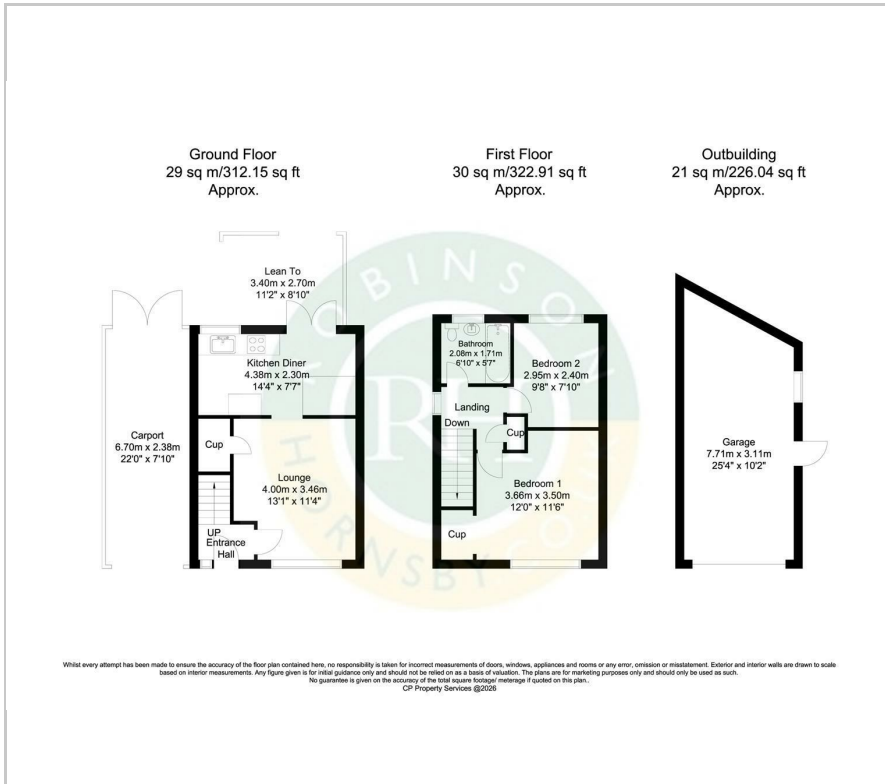 Ground Floor
29 sq m/312.15 sq ft
Approx.
First Floor
30 sq m/322.91 sq ft
Approx.
Outbuilding
21 sq m/226.04 sq ft
Approx.
Lean To
3.40m x 2.70m
11'2" x 8'10"
Kitchen Diner
4.38m x 2.30m
14'4" x 7'7"
Carport
6.70m x 2.38m
22'0" x 7'10"
Cup
Lounge
4.00m x 3.46m
13'1" x 11'4"
UP
Entrance
Hall
Bathroom
2.08m x 1.71m
6'10" x 5'7"
Bedroom 2
2.95m x 2.40m
9'8" x 7'10"
Landing
Down
Cup
Bedroom 1
3.66m x 3.50m
12'0" x 11'6"
Cup
Garage
7.71m x 3.11m
25'4" x 10'2"
ROBINSON
RH
HORNSBY
Whilst every attempt has been made to ensure the accuracy of the floor plan contained here, no responsibility is taken for incorrect measurements of doors, windows, appliances and rooms or any error, omission or misstatement. Exterior and interior walls are drawn to scale
based on interior measurements. Any figure given is for initial guidance only and should not be relied on as a basis of valuation. The plans are for marketing purposes only and should only be used as such.
No guarantee is given on the accuracy of the total square footage/ meterage if quoted on this plan..
CP Property Services @2026